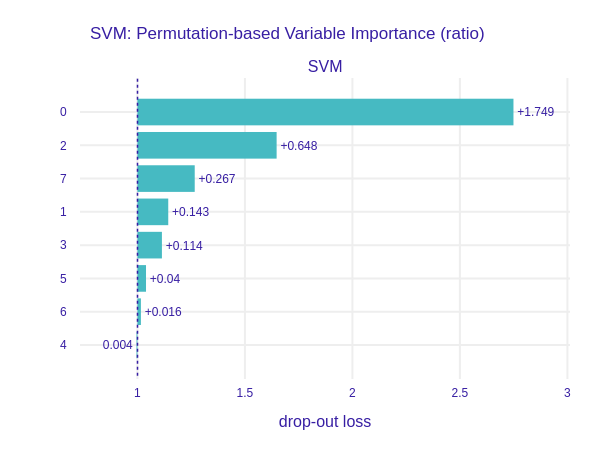 SVM: Permutation-based Variable Importance (ratio)
SVM
0 +1.749
2 +0.648
7 +0.267
1 +0.143
3 +0.114
5 +0.04
6 +0.016
4 0.004
1 1.5 2 2.5 3
drop-out loss